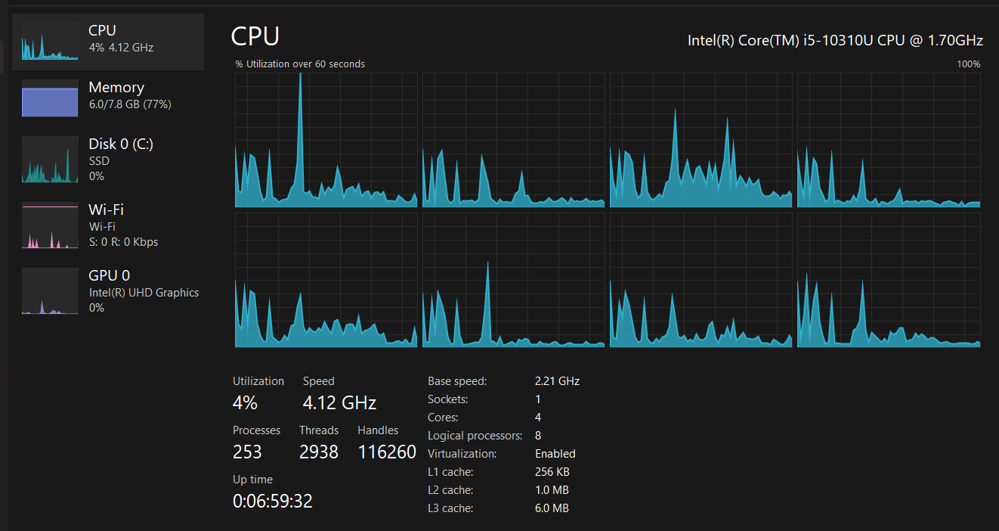 CPU
4% 4.12 GHz
Memory
6.0/7.8 GB (77%)
Disk 0 (C:)
SSD
0%
Wi-Fi
Wi-Fi
S: 0 R: 0 Kbps
GPU 0
Intel(R) UHD Graphics
0%
CPU
Intel(R) Core(TM) i5-10310U CPU @ 1.70GHz
% Utilization over 60 seconds
100%
Utilization
Speed
4%
4.12 GHz
Processes
Threads
Handles
253
2938
116260
Up time
0:06:59:32
Base speed: 2.21 GHz
Sockets: 1
Cores: 4
Logical processors: 8
Virtualization: Enabled
L1 cache: 256 KB
L2 cache: 1.0 MB
L3 cache: 6.0 MB